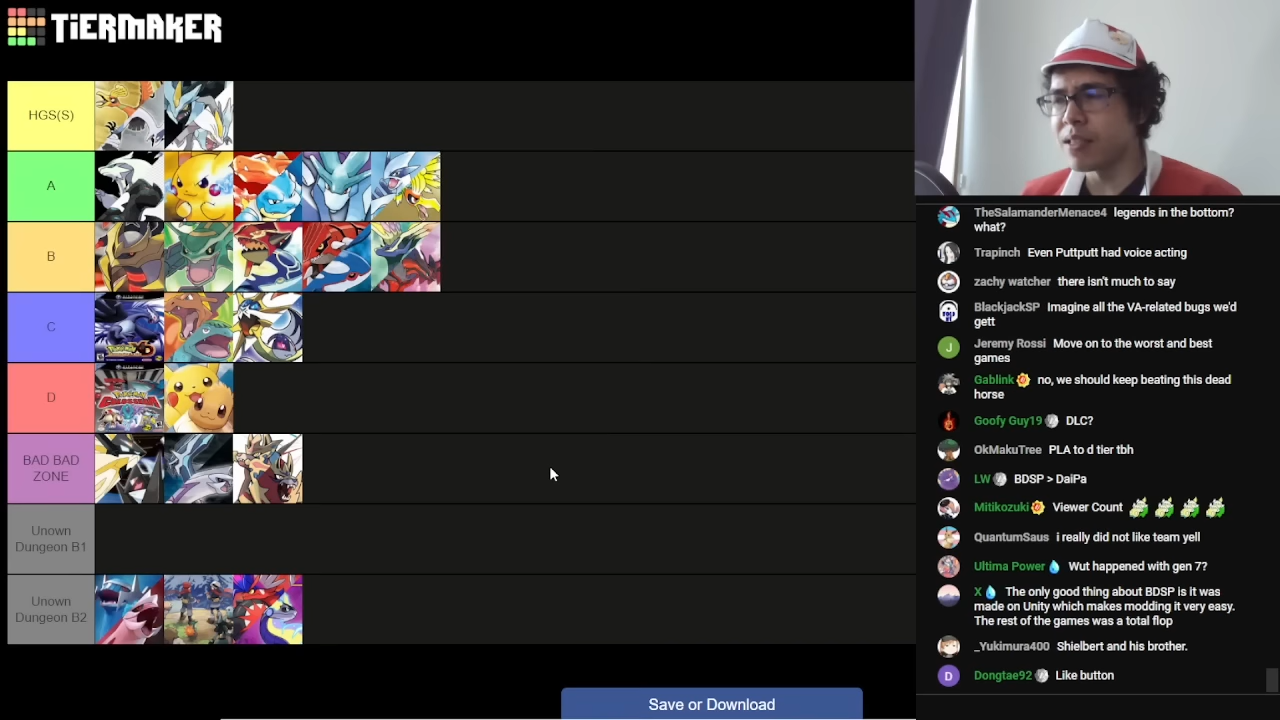 TiERMAKER
HGS(S)
A
B
C
D
BAD BAD
ZONE
Unown
Dungeon B1
Unown
Dungeon B2
Save or Download
TheSalamanderMenace4 legends in the bottom?
what?
Trapinch Even Puttputt had voice acting
zachy watcher there isn't much to say
BlackjackSP Imagine all the VA-related bugs we'd
gett
Jeremy Rossi Move on to the worst and best
games
Gablink no, we should keep beating this dead
horse
Goofy Guy19 DLC?
OkMakuTree PLA to d tier tbh
LW BDSP > DaiPa
Mitikozuki Viewer Count
QuantumSaus i really did not like team yell
Ultima Power Wut happened with gen 7?
X The only good thing about BDSP is it was
made on Unity which makes modding it very easy.
The rest of the games was a total flop
_Yukimura400 Shielbert and his brother.
Dongtae92 Like button